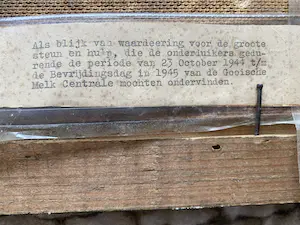 Als blijk van waardeering voor de groote
steun en hulp, die de onderduikers gedu-
rende de periode van 23 October 1944 t/m
de Bevrijdingsdag in 1945 van de Gooische
Melk Centrale mochten ondervinden.